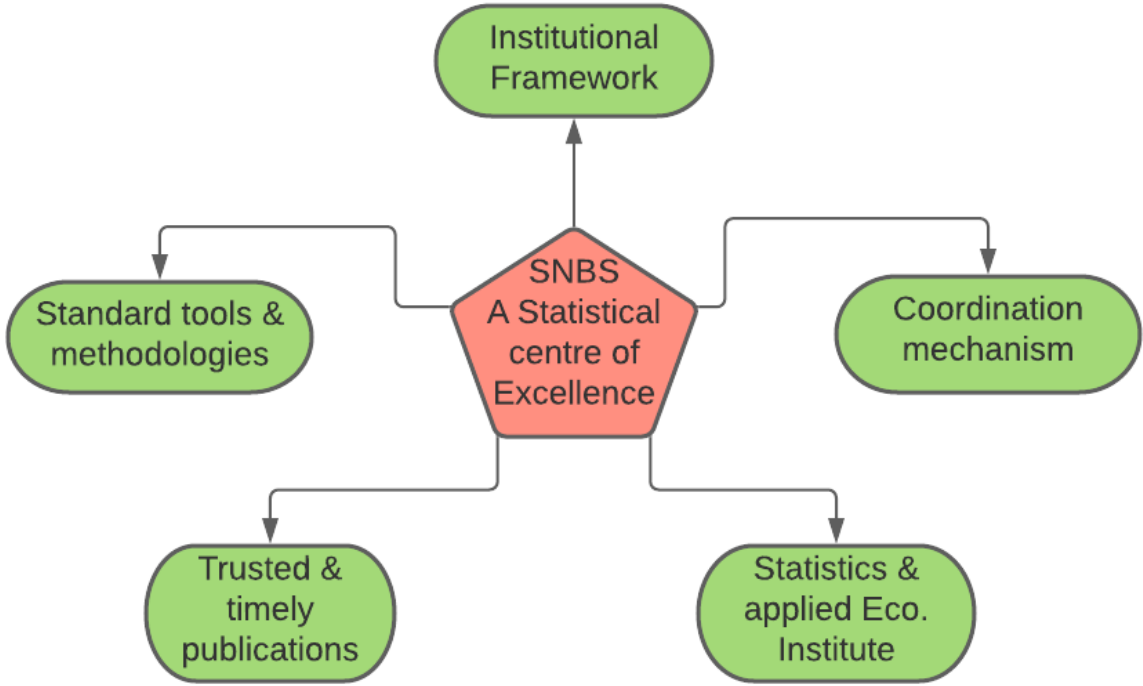 Institutional
Framework
SNBS
A Statistical
centre of
Excellence
Standard tools &
methodologies
Coordination
mechanism
Trusted &
timely
publications
Statistics &
applied Eco.
Institute